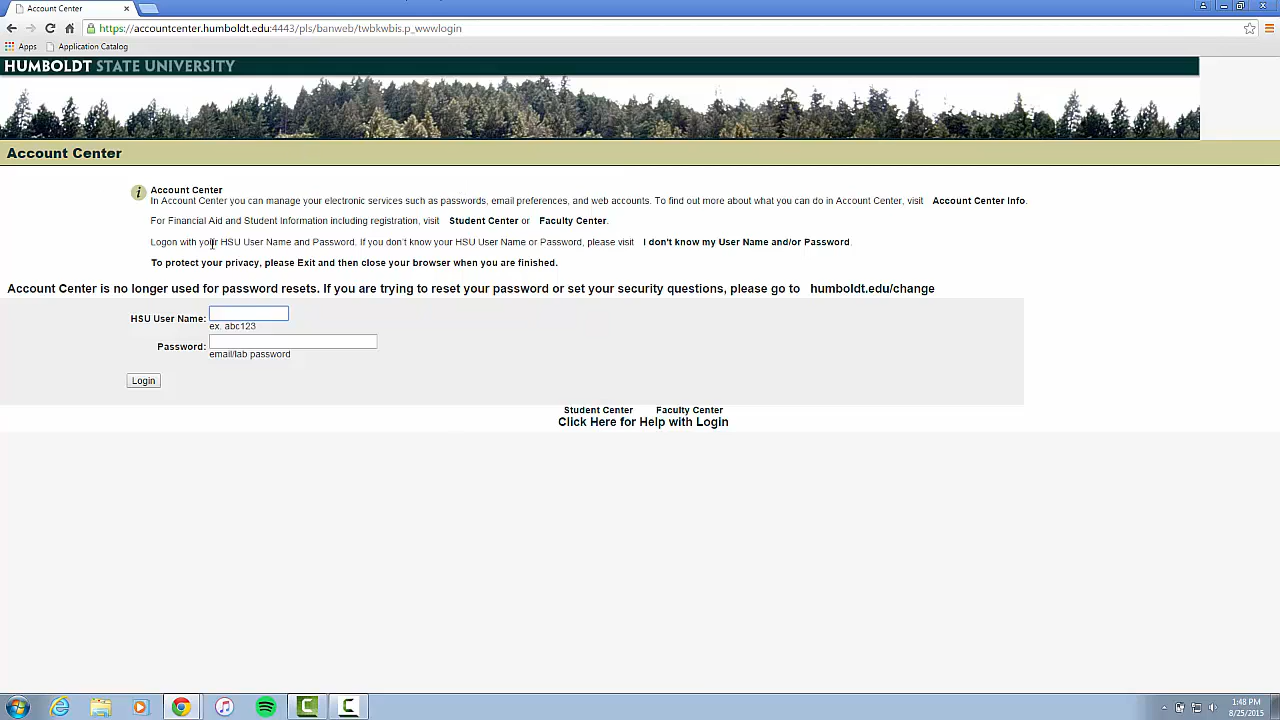 Account Center
https://accountcenter.humboldt.edu:4443/pls/banweb/twbkwbis.p_wwwlogin
Apps Application Catalog
HUMBOLDT STATE UNIVERSITY
Account Center
Account Center
In Account Center you can manage your electronic services such as passwords, email preferences, and web accounts. To find out more about what you can do in Account Center, visit Account Center Info.
For Financial Aid and Student Information including registration, visit Student Center or Faculty Center.
Logon with your HSU User Name and Password. If you don't know your HSU User Name or Password, please visit I don't know my User Name and/or Password.
To protect your privacy, please Exit and then close your browser when you are finished.
Account Center is no longer used for password resets. If you are trying to reset your password or set your security questions, please go to humboldt.edu/change
HSU User Name:
ex. abc123
Password:
email/lab password
Login
Student Center Faculty Center
Click Here for Help with Login
1:48 PM
8/25/2015